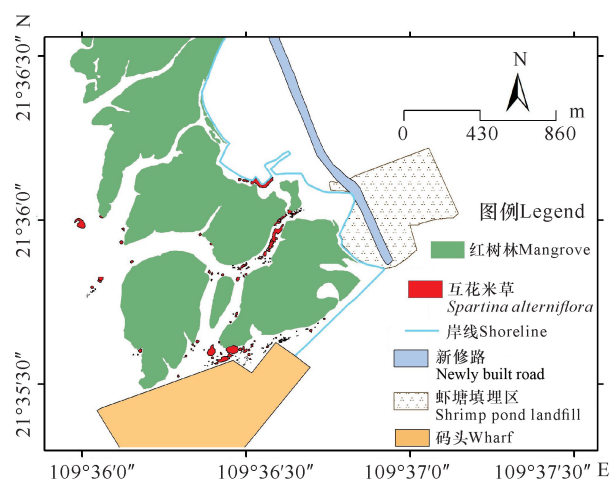 21°36′30″ N
21°36′0″
21°35′30″
N
m
0 430 860
图例Legend
红树林Mangrove
互花米草
Spartina alterniflora
岸线Shoreline
新修路
Newly built road
虾塘填埋区
Shrimp pond landfill
码头Wharf
109°36′0″ 109°36′30″ 109°37′0″ 109°37′30″ E